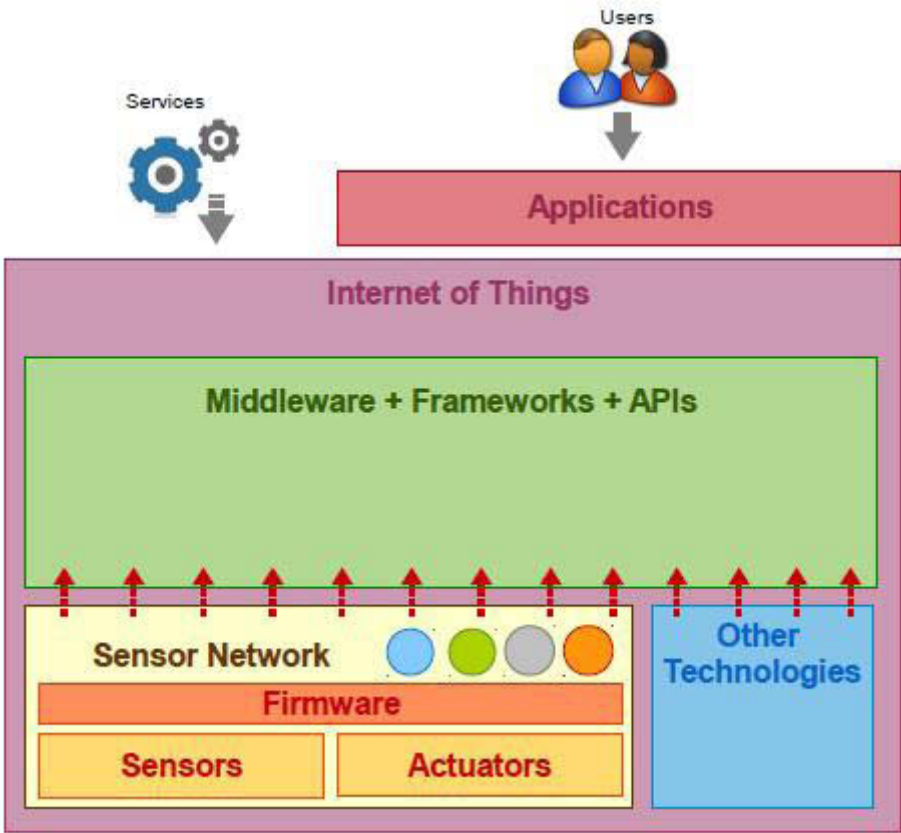 Users
Services
Applications
Internet of Things
Middleware + Frameworks + APIs
Sensor Network
Other
Technologies
Firmware
Sensors
Actuators